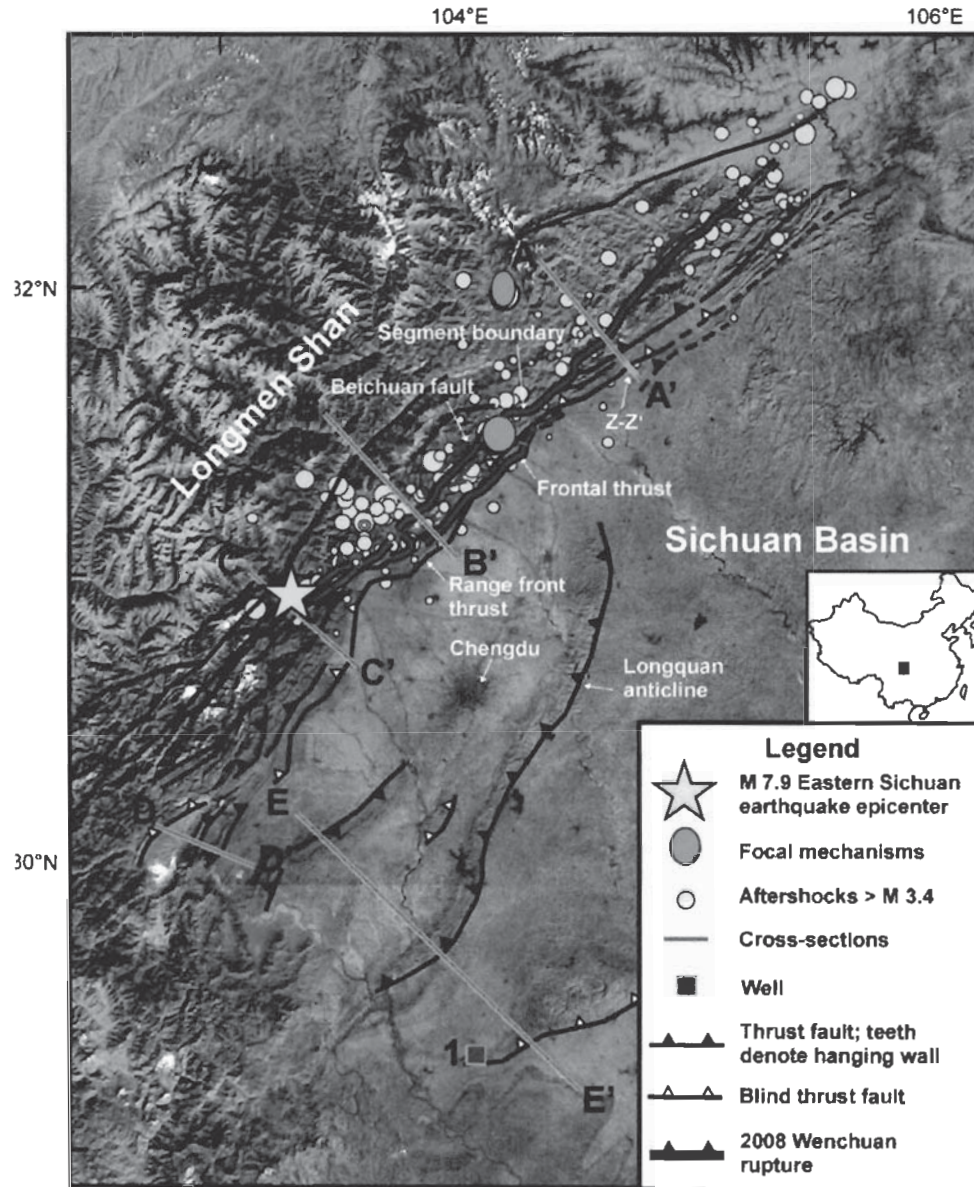 104°E
106°E
32°N
A
Segment boundary
Longmen Shan
Beichuan fault
A'
Z-Z'
Frontal thrust
Sichuan Basin
B'
Range front
thrust
C'
Chengdu
Longquan
anticline
D
E
30°N
1
E'
Legend
M 7.9 Eastern Sichuan
earthquake epicenter
Focal mechanisms
Aftershocks > M 3.4
Cross-sections
Well
Thrust fault; teeth
denote hanging wall
Blind thrust fault
2008 Wenchuan
rupture